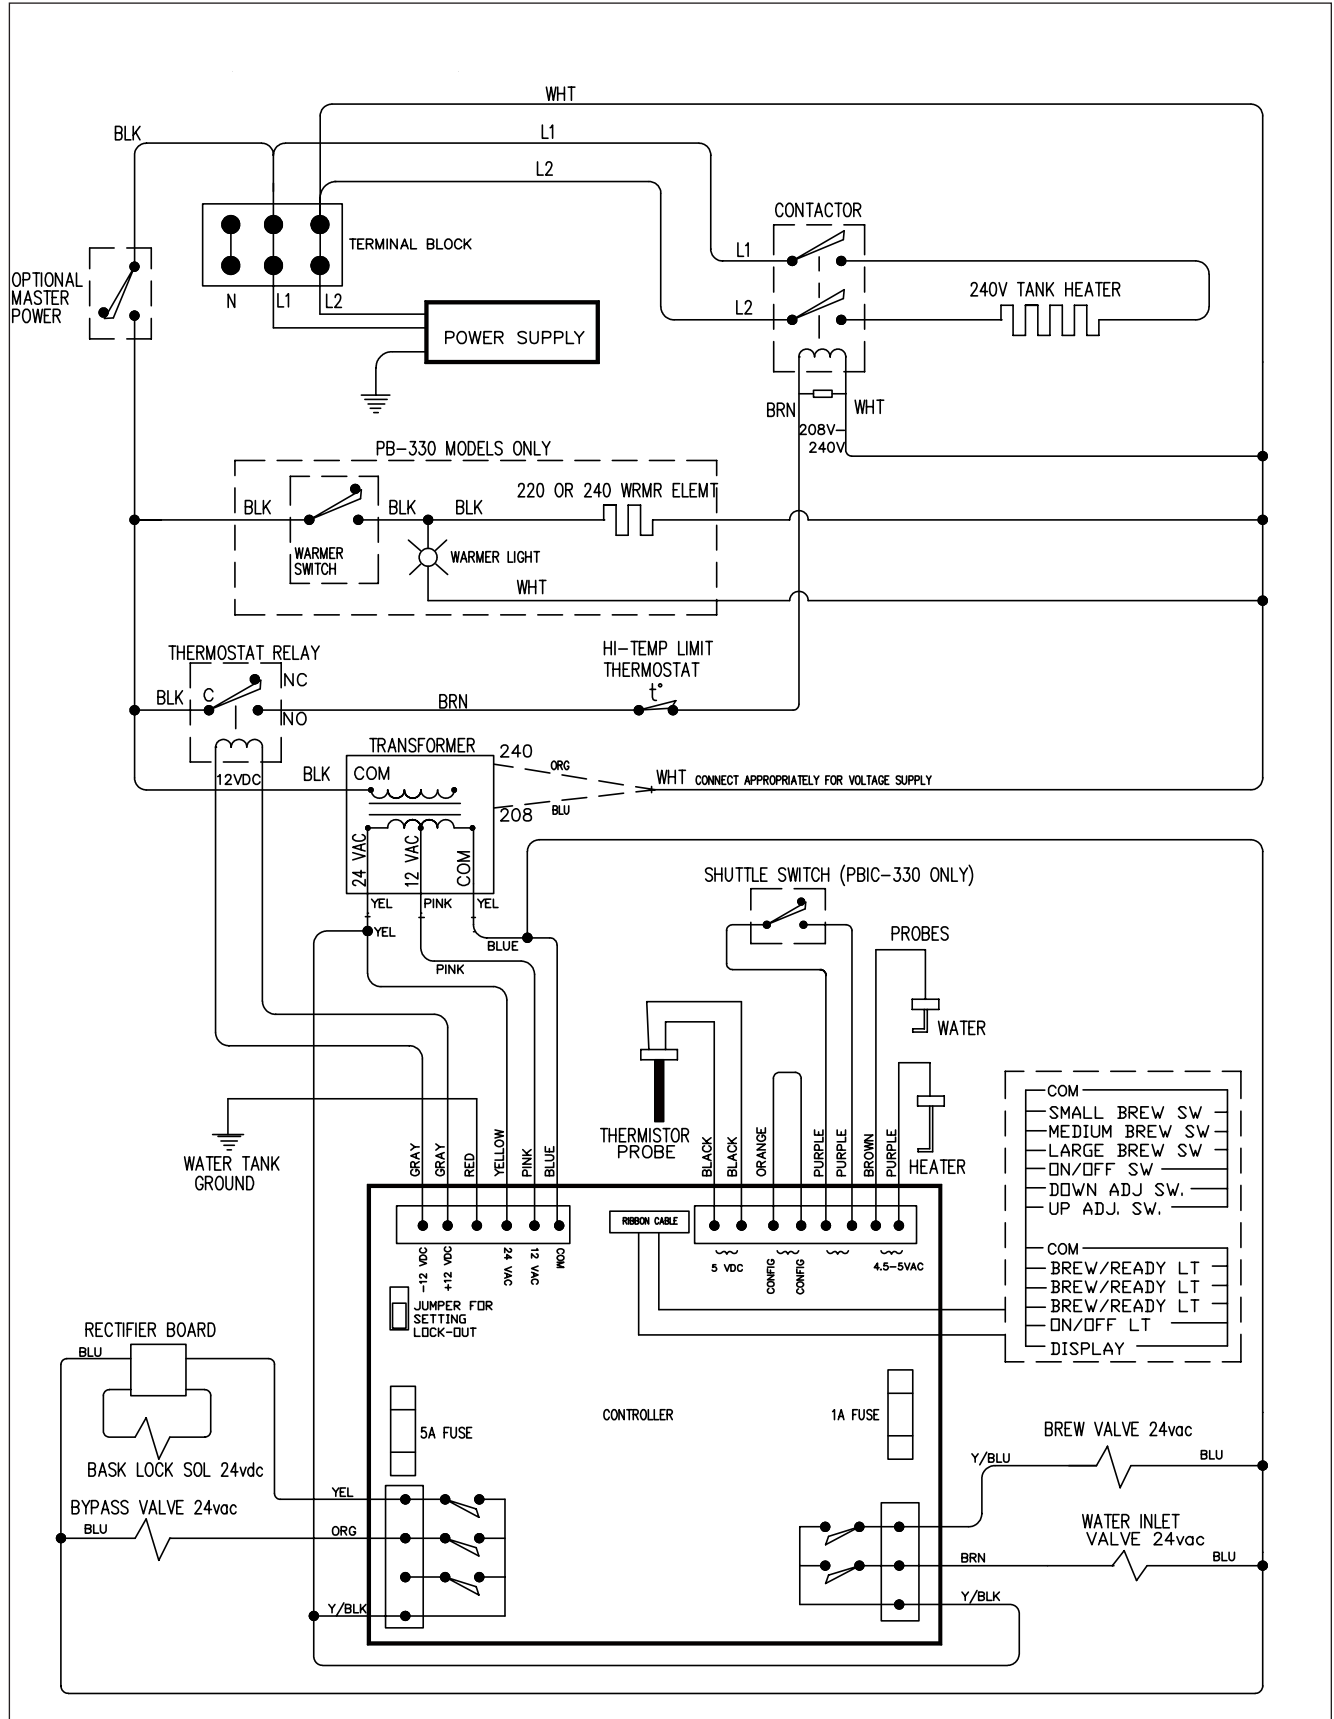 WHT
BLK
L1
L2
CONTACTOR
TERMINAL BLOCK
L1
OPTIONAL
MASTER
POWER
240V TANK HEATER
N
L1
L2
L2
POWER SUPPLY
BRN
WHT
208V-
240V
PB-330 MODELS ONLY
220 OR 240 WRMR ELEMT
BLK
BLK
BLK
WARMER
SWITCH
WARMER LIGHT
WHT
THERMOSTAT RELAY
HI-TEMP LIMIT
THERMOSTAT
t°
NC
BLK
C
BRN
NO
TRANSFORMER
240
ORG
12VDC
BLK
COM
WHT CONNECT APPROPRIATELY FOR VOLTAGE SUPPLY
BLU
208
24 VAC
12 VAC
COM
SHUTTLE SWITCH (PBIC-330 ONLY)
YEL
PINK
YEL
YEL
BLUE
PROBES
PINK
WATER
THERMISTOR
PROBE
WATER TANK
GROUND
HEATER
GRAY
GRAY
RED
YELLOW
PINK
BLUE
BLACK
BLACK
ORANGE
PURPLE
PURPLE
BROWN
PURPLE
COM
SMALL BREW SW
MEDIUM BREW SW
LARGE BREW SW
ON/OFF SW
DOWN ADJ SW.
UP ADJ. SW.
RIBBON CABLE
-12 VDC
+12 VDC
24 VAC
12 VAC
COM
5 VDC
CONFIG
CONFIG
4.5-5VAC
COM
BREW/READY LT
BREW/READY LT
BREW/READY LT
ON/OFF LT
DISPLAY
JUMPER FOR
SETTING
LOCK-OUT
RECTIFIER BOARD
BLU
5A FUSE
CONTROLLER
1A FUSE
BASK LOCK SOL 24vdc
BREW VALVE 24vac
Y/BLU
BLU
YEL
BYPASS VALVE 24vac
BLU
ORG
WATER INLET
VALVE 24vac
BRN
BLU
Y/BLK
Y/BLK